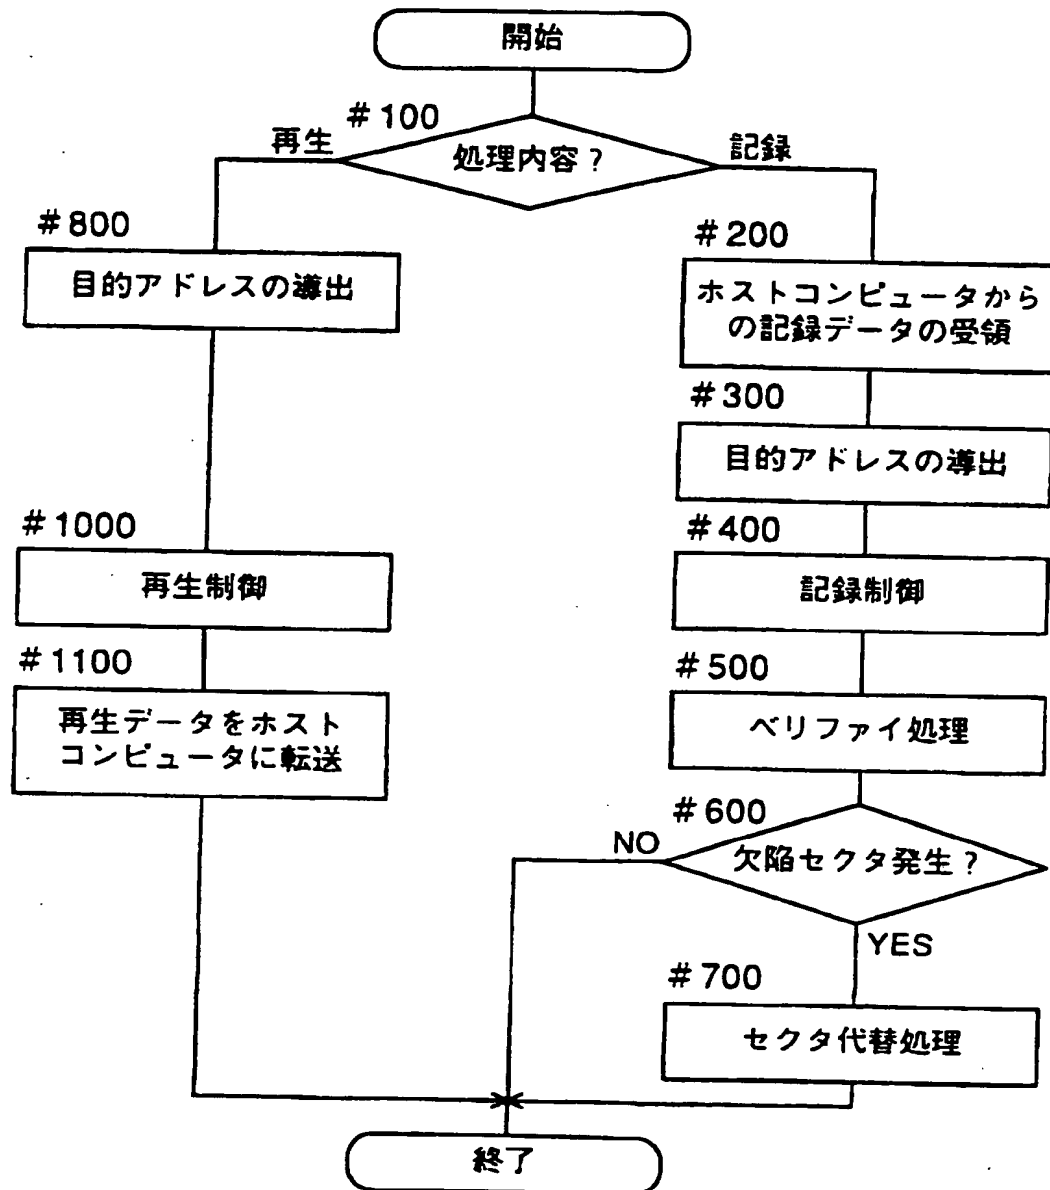 開始
#100
再生
処理内容?
記録
#800
目的アドレスの導出
#200
ホストコンピュータから
の記録データの受領
#300
目的アドレスの導出
#1000
再生制御
#400
記録制御
#1100
再生データをホスト
コンピュータに転送
#500
ベリファイ処理
#600
NO
欠陥セクタ発生?
YES
#700
セクタ代替処理
終了